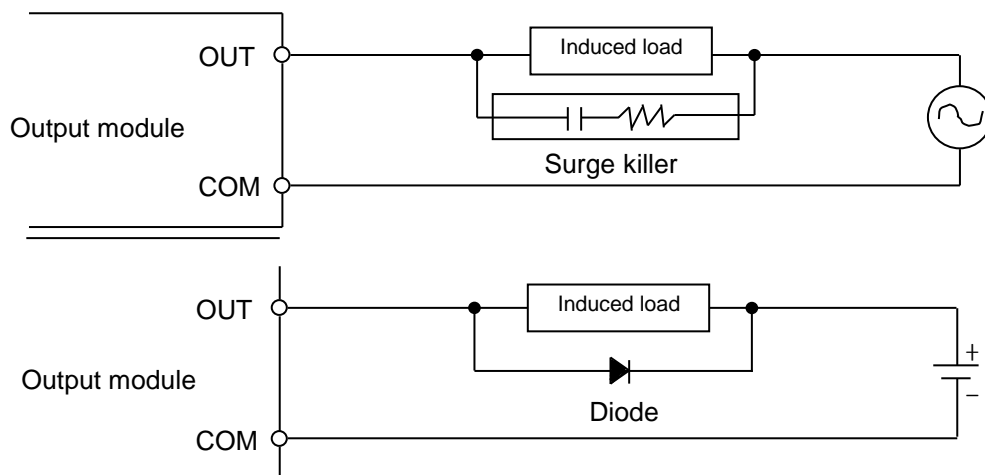 OUT
Induced load
Output module
Surge killer
COM
OUT
Induced load
+
Output module
−
Diode
COM